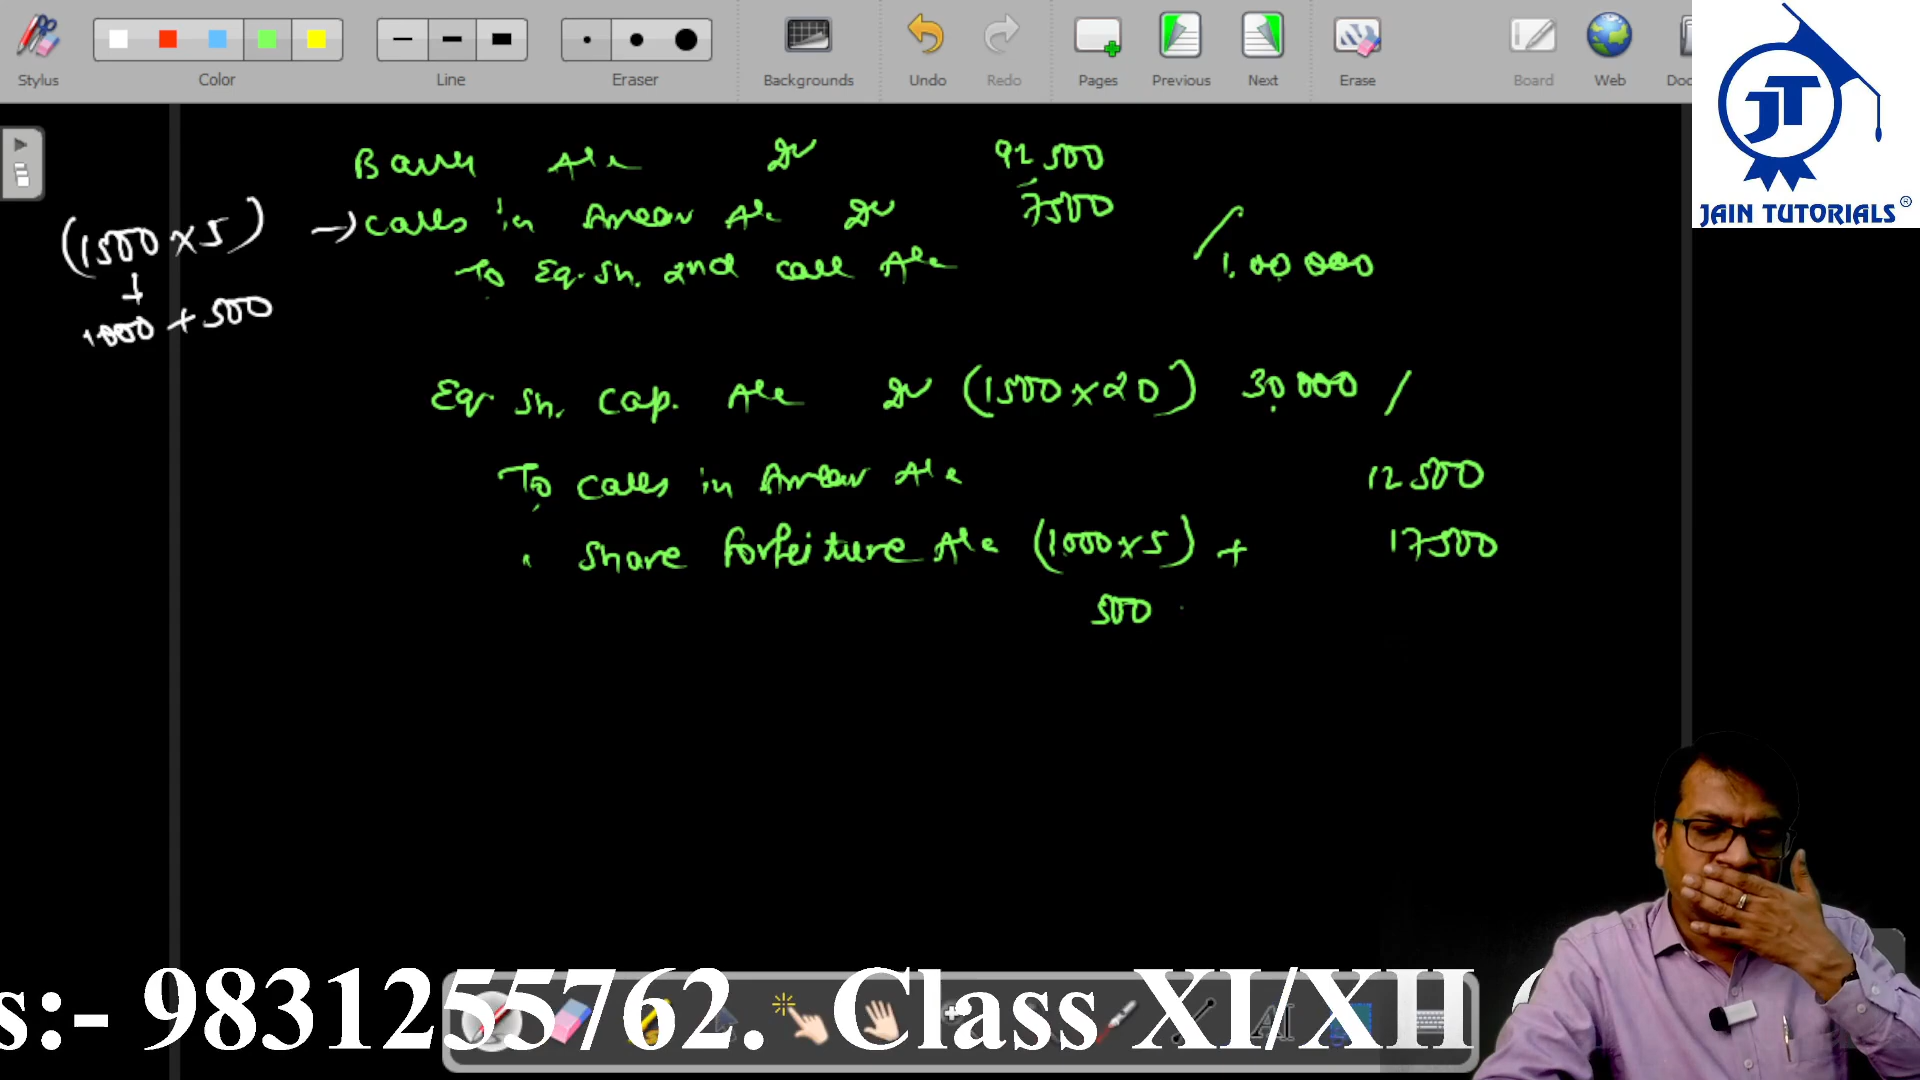 Stylus
Color
Line
Eraser
Backgrounds
Undo
Redo
Pages
Previous
Next
Erase
Board
Web
JT
JAIN TUTORIALS®
Bank A/c Dr 92,500
(1500 × 5) → Calls in Arrear A/c Dr 7500
To Eq. Sh. 2nd call A/c 1,00,000
1000 + 500
Eq. Sh. Cap. A/c Dr (1500 × 20) 30,000 /
To Calls in Arrear A/c 12500
" Share Forfeiture A/c (1000 × 5) + 17500
500
s:- 9831255762. Class XI/XII